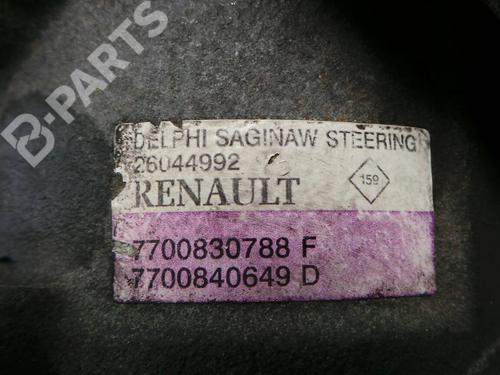 B-PARTS
DELPHI SAGINAW STEERING
26044992
RENAULT
159
7700830788 F
7700840649 D